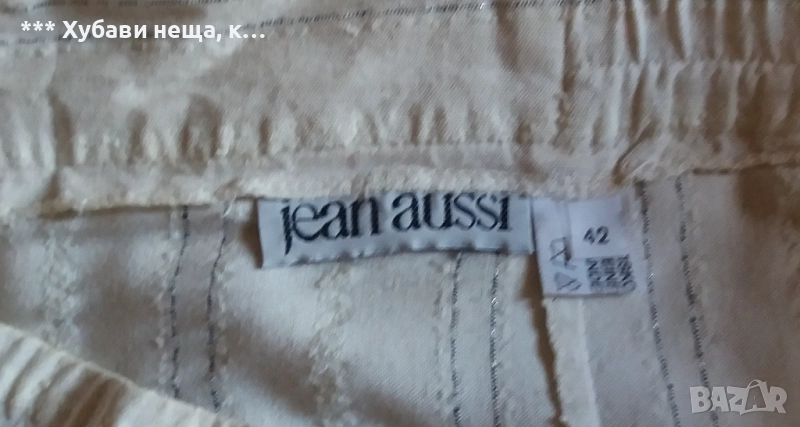 *** Хубави неща, к...
jean aussi
42
BAZAR